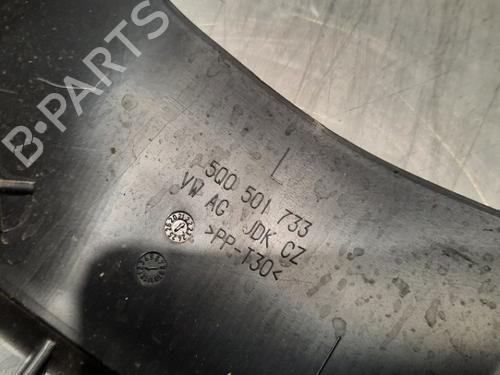 B-PARTS
L
5Q0 501 733
VW AG JDK CZ
>PP-T30<